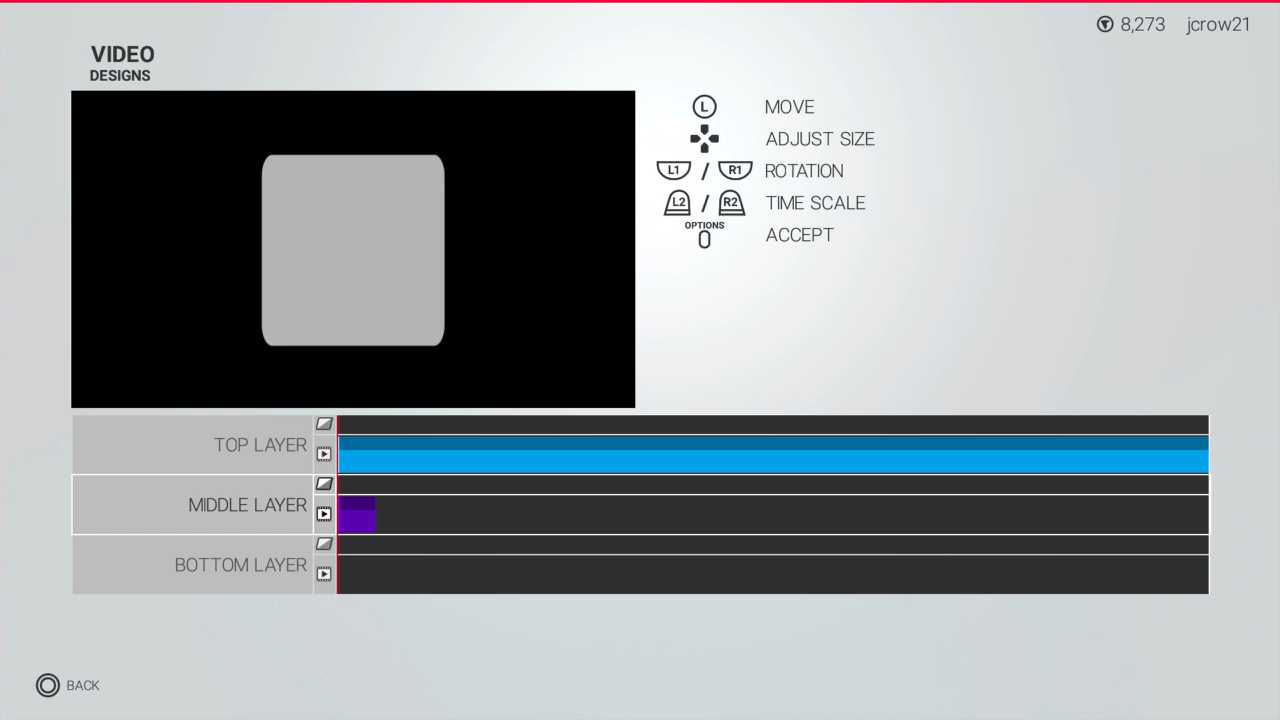 8,273 jcrow21
VIDEO
DESIGNS
L MOVE
ADJUST SIZE
L1 / R1 ROTATION
L2 / R2 TIME SCALE
OPTIONS
ACCEPT
TOP LAYER
MIDDLE LAYER
BOTTOM LAYER
BACK